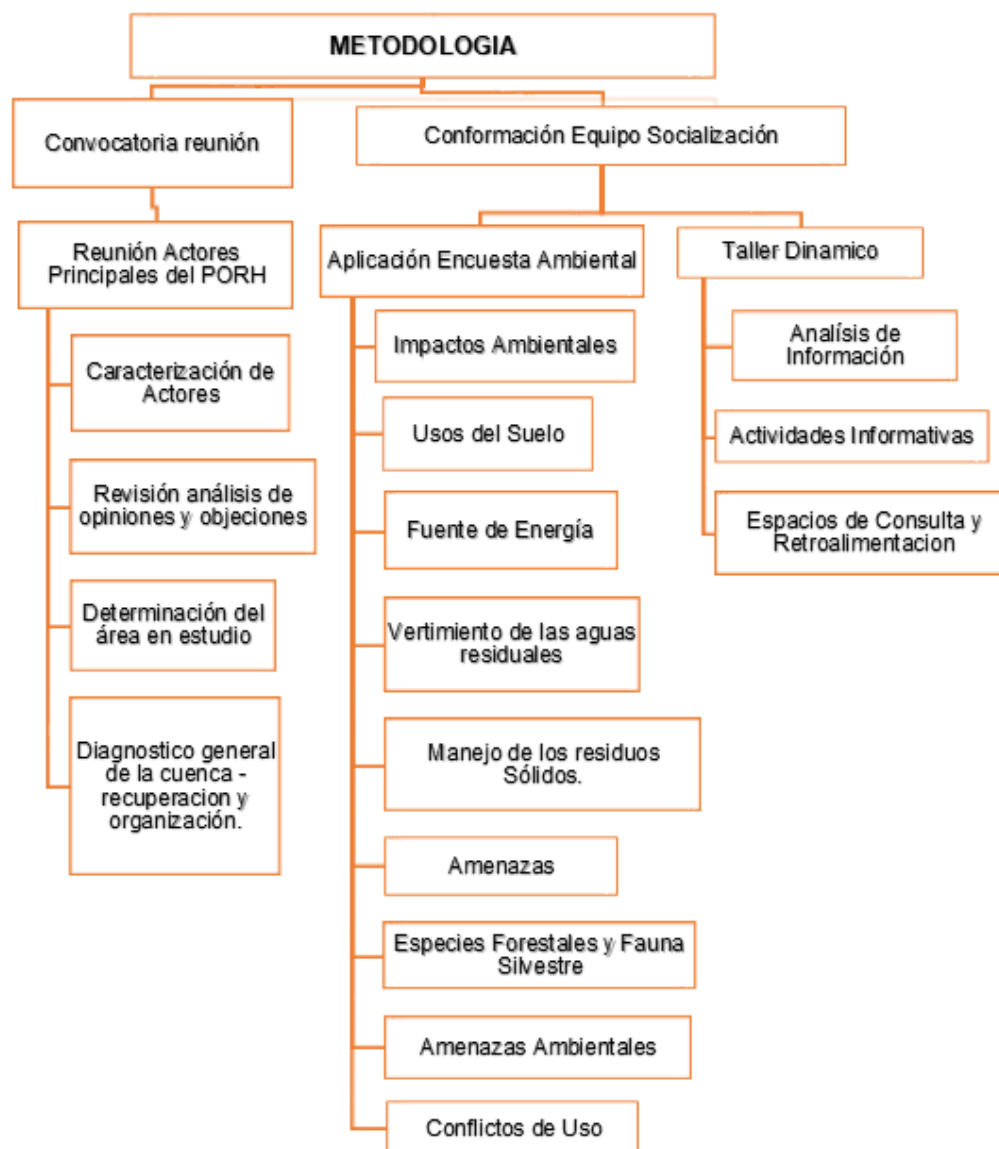 METODOLOGIA
Convocatoria reunión
Conformación Equipo Socialización
Reunión Actores
Principales del PORH
Caracterización de
Actores
Revisión análisis de
opiniones y objeciones
Determinación del
área en estudio
Diagnostico general
de la cuenca -
recuperacion y
organización.
Aplicación Encuesta Ambiental
Impactos Ambientales
Usos del Suelo
Fuente de Energía
Vertimiento de las aguas
residuales
Manejo de los residuos
Sólidos.
Amenazas
Especies Forestales y Fauna
Silvestre
Amenazas Ambientales
Conflictos de Uso
Taller Dinamico
Analísis de
Información
Actividades Informativas
Espacios de Consulta y
Retroalimentacion